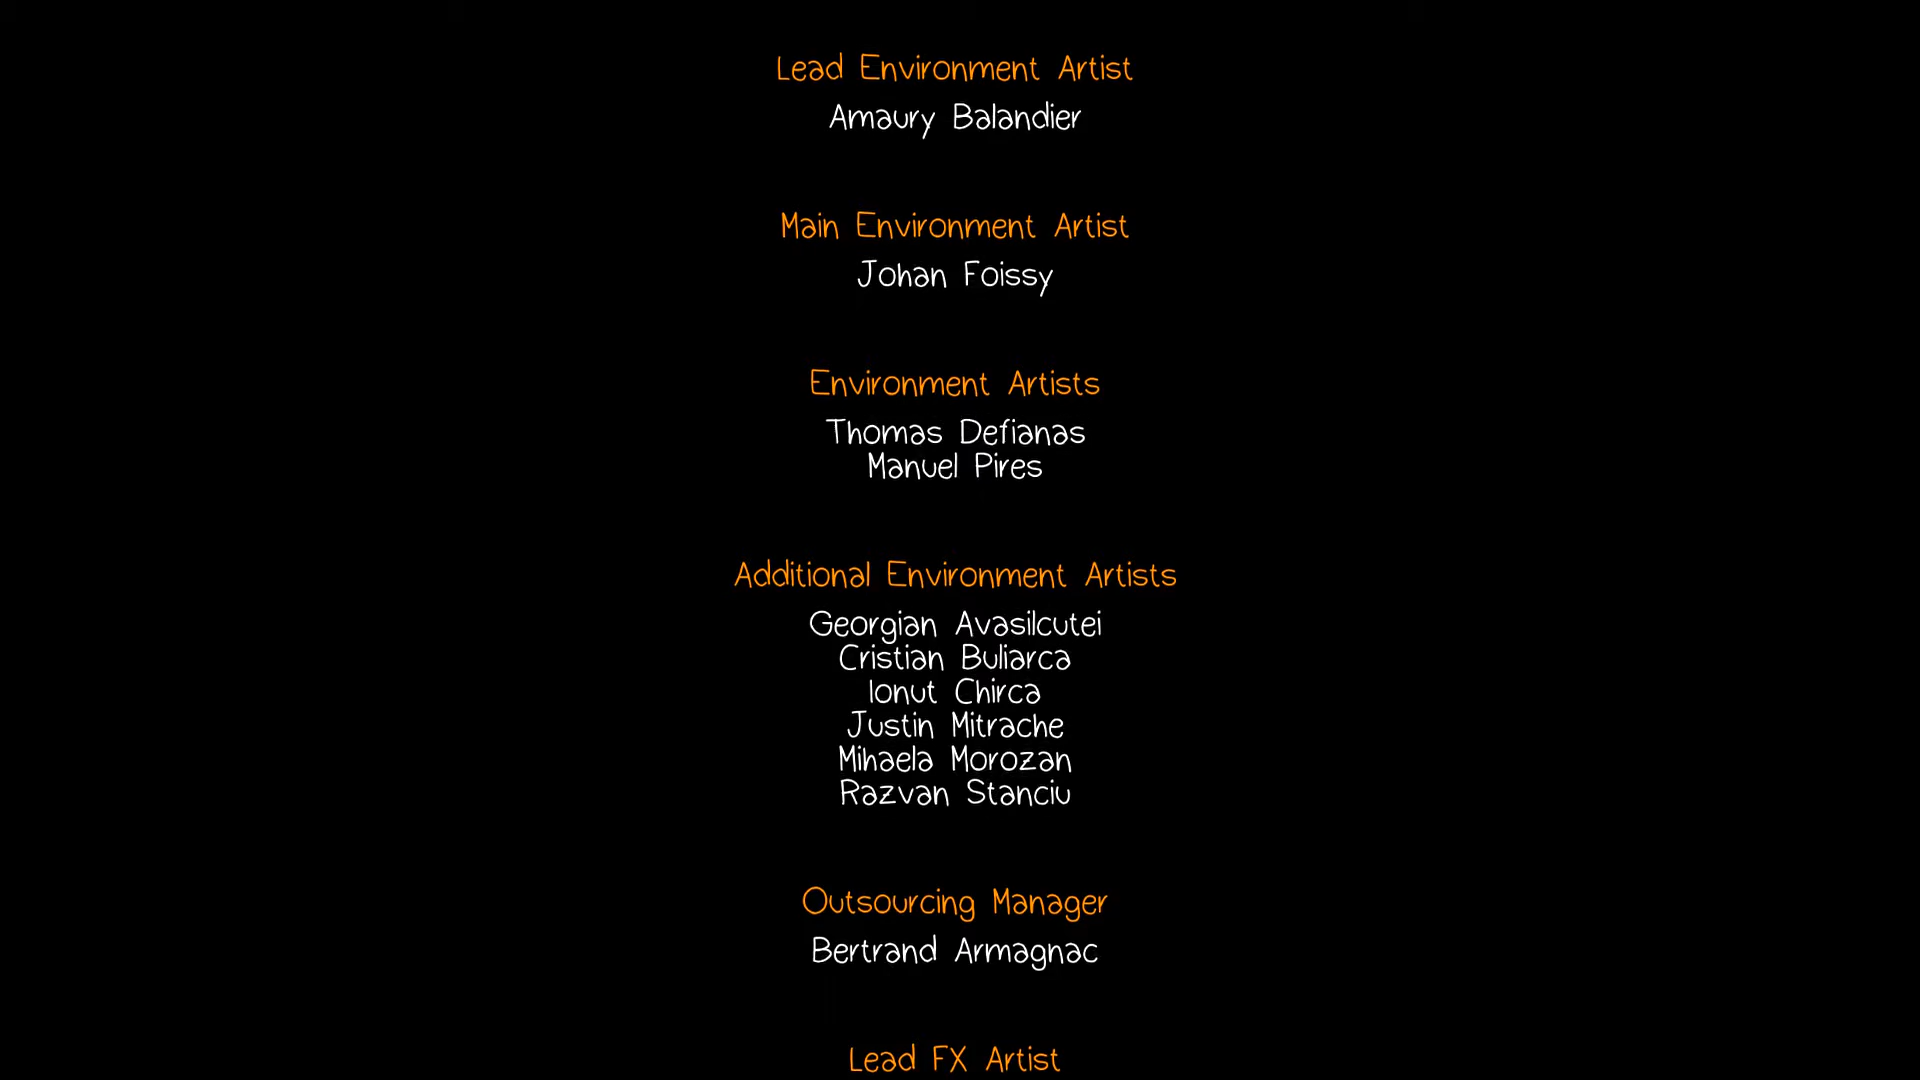 Lead Environment Artist
Amaury Balandier
Main Environment Artist
Johan Foissy
Environment Artists
Thomas Defianas
Manuel Pires
Additional Environment Artists
Georgian Avasilcutei
Cristian Buliarca
Ionut Chirca
Justin Mitrache
Mihaela Morozan
Razvan Stanciu
Outsourcing Manager
Bertrand Armagnac
Lead FX Artist